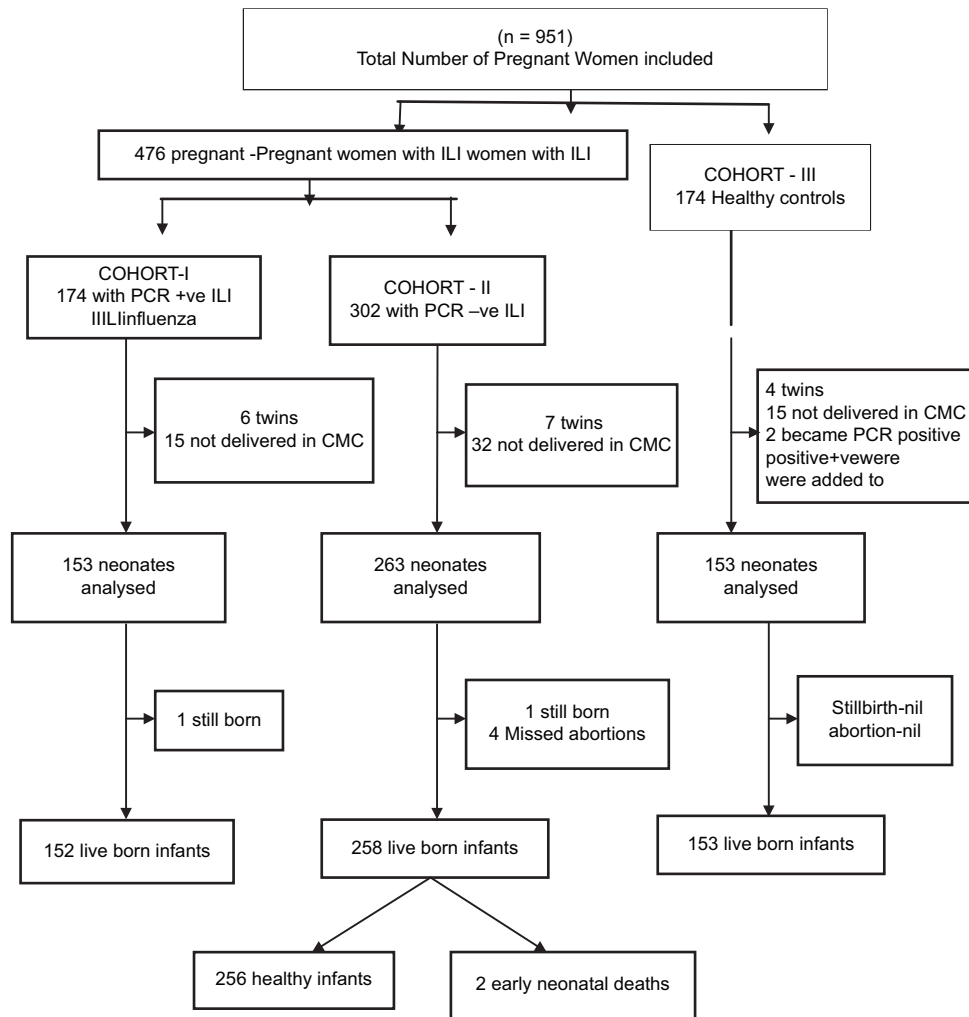 (n = 951)
Total Number of Pregnant Women included
476 pregnant -Pregnant women with ILI women with ILI
COHORT - III
174 Healthy controls
COHORT-I
174 with PCR +ve ILI
IIILIinfluenza
COHORT - II
302 with PCR –ve ILI
6 twins
15 not delivered in CMC
7 twins
32 not delivered in CMC
4 twins
15 not delivered in CMC
2 became PCR positive
positive+vewere
were added to
153 neonates
analysed
263 neonates
analysed
153 neonates
analysed
1 still born
1 still born
4 Missed abortions
Stillbirth-nil
abortion-nil
152 live born infants
258 live born infants
153 live born infants
256 healthy infants
2 early neonatal deaths